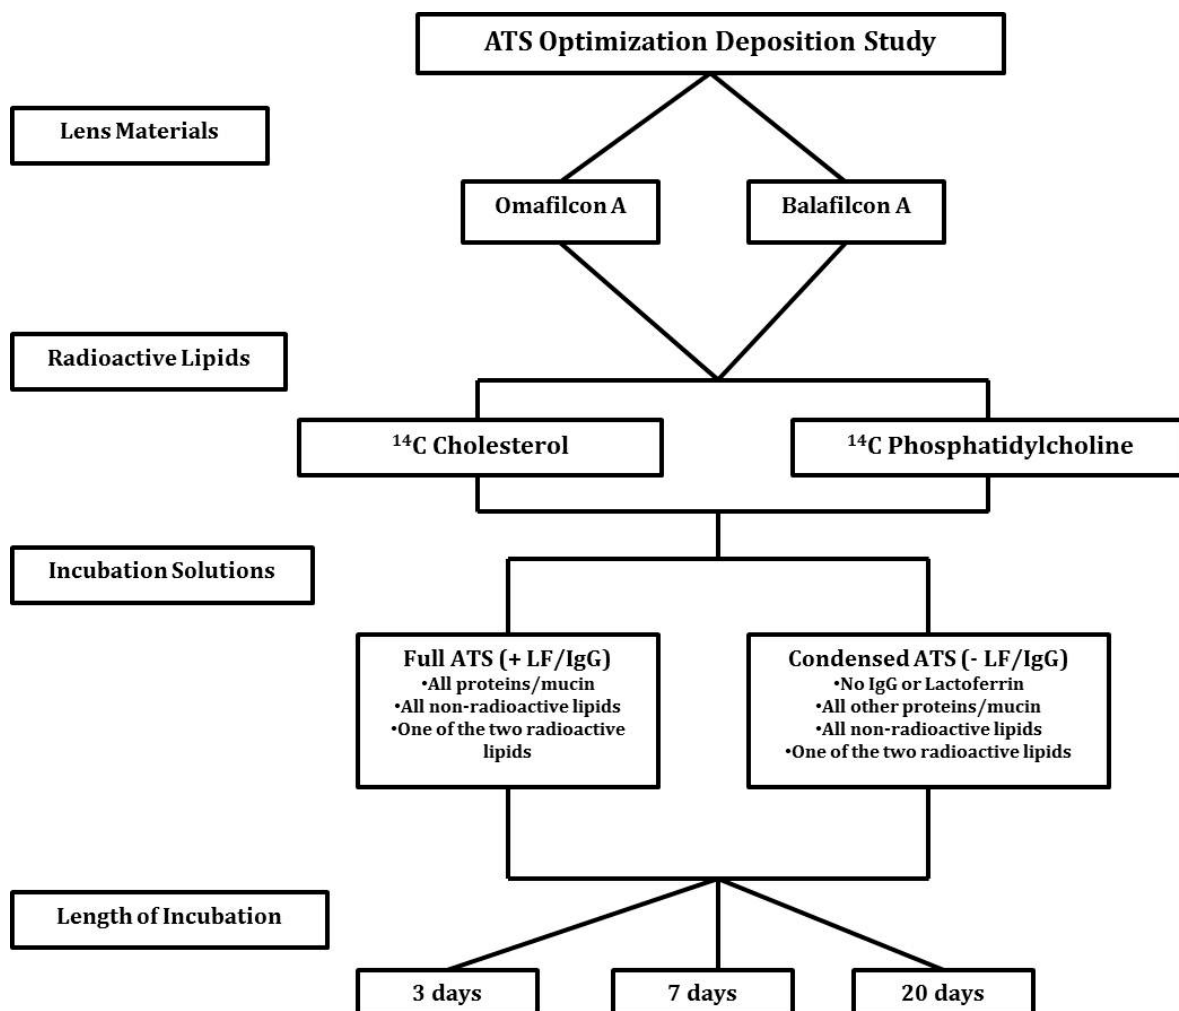 ATS Optimization Deposition Study
Lens Materials
Omafilcon A
Balafilcon A
Radioactive Lipids
¹⁴C Cholesterol
¹⁴C Phosphatidylcholine
Incubation Solutions
Full ATS (+ LF/IgG)
•All proteins/mucin
•All non-radioactive lipids
•One of the two radioactive
lipids
Condensed ATS (- LF/IgG)
•No IgG or Lactoferrin
•All other proteins/mucin
•All non-radioactive lipids
•One of the two radioactive lipids
Length of Incubation
3 days
7 days
20 days